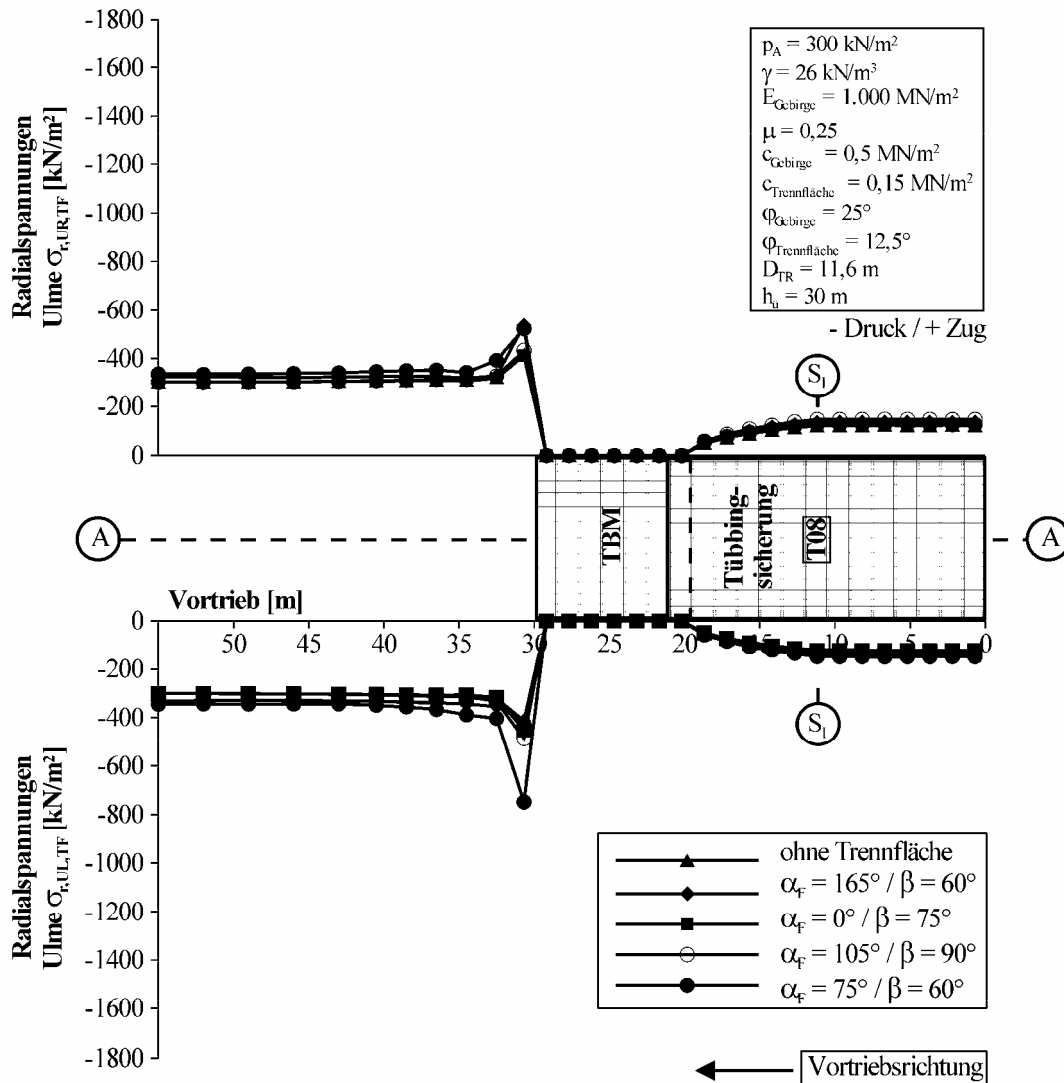 -1800
-1600
-1400
-1200
-1000
-800
-600
-400
-200
0
Radialspannungen
Ulme σr,UR,TF [kN/m²]
pA = 300 kN/m²
γ = 26 kN/m³
EGebirge = 1.000 MN/m²
μ = 0,25
cGebirge = 0,5 MN/m²
cTrennfläche = 0,15 MN/m²
φGebirge = 25°
φTrennfläche = 12,5°
DTR = 11,6 m
hü = 30 m
- Druck / + Zug
S1
A
TBM
Tübbing-
sicherung
T08
A
Vortrieb [m]
50
45
40
35
30
25
20
15
10
5
0
S1
0
-200
-400
-600
-800
-1000
-1200
-1400
-1600
-1800
Radialspannungen
Ulme σr,UL,TF [kN/m²]
ohne Trennfläche
αF = 165° / β = 60°
αF = 0° / β = 75°
αF = 105° / β = 90°
αF = 75° / β = 60°
Vortriebsrichtung